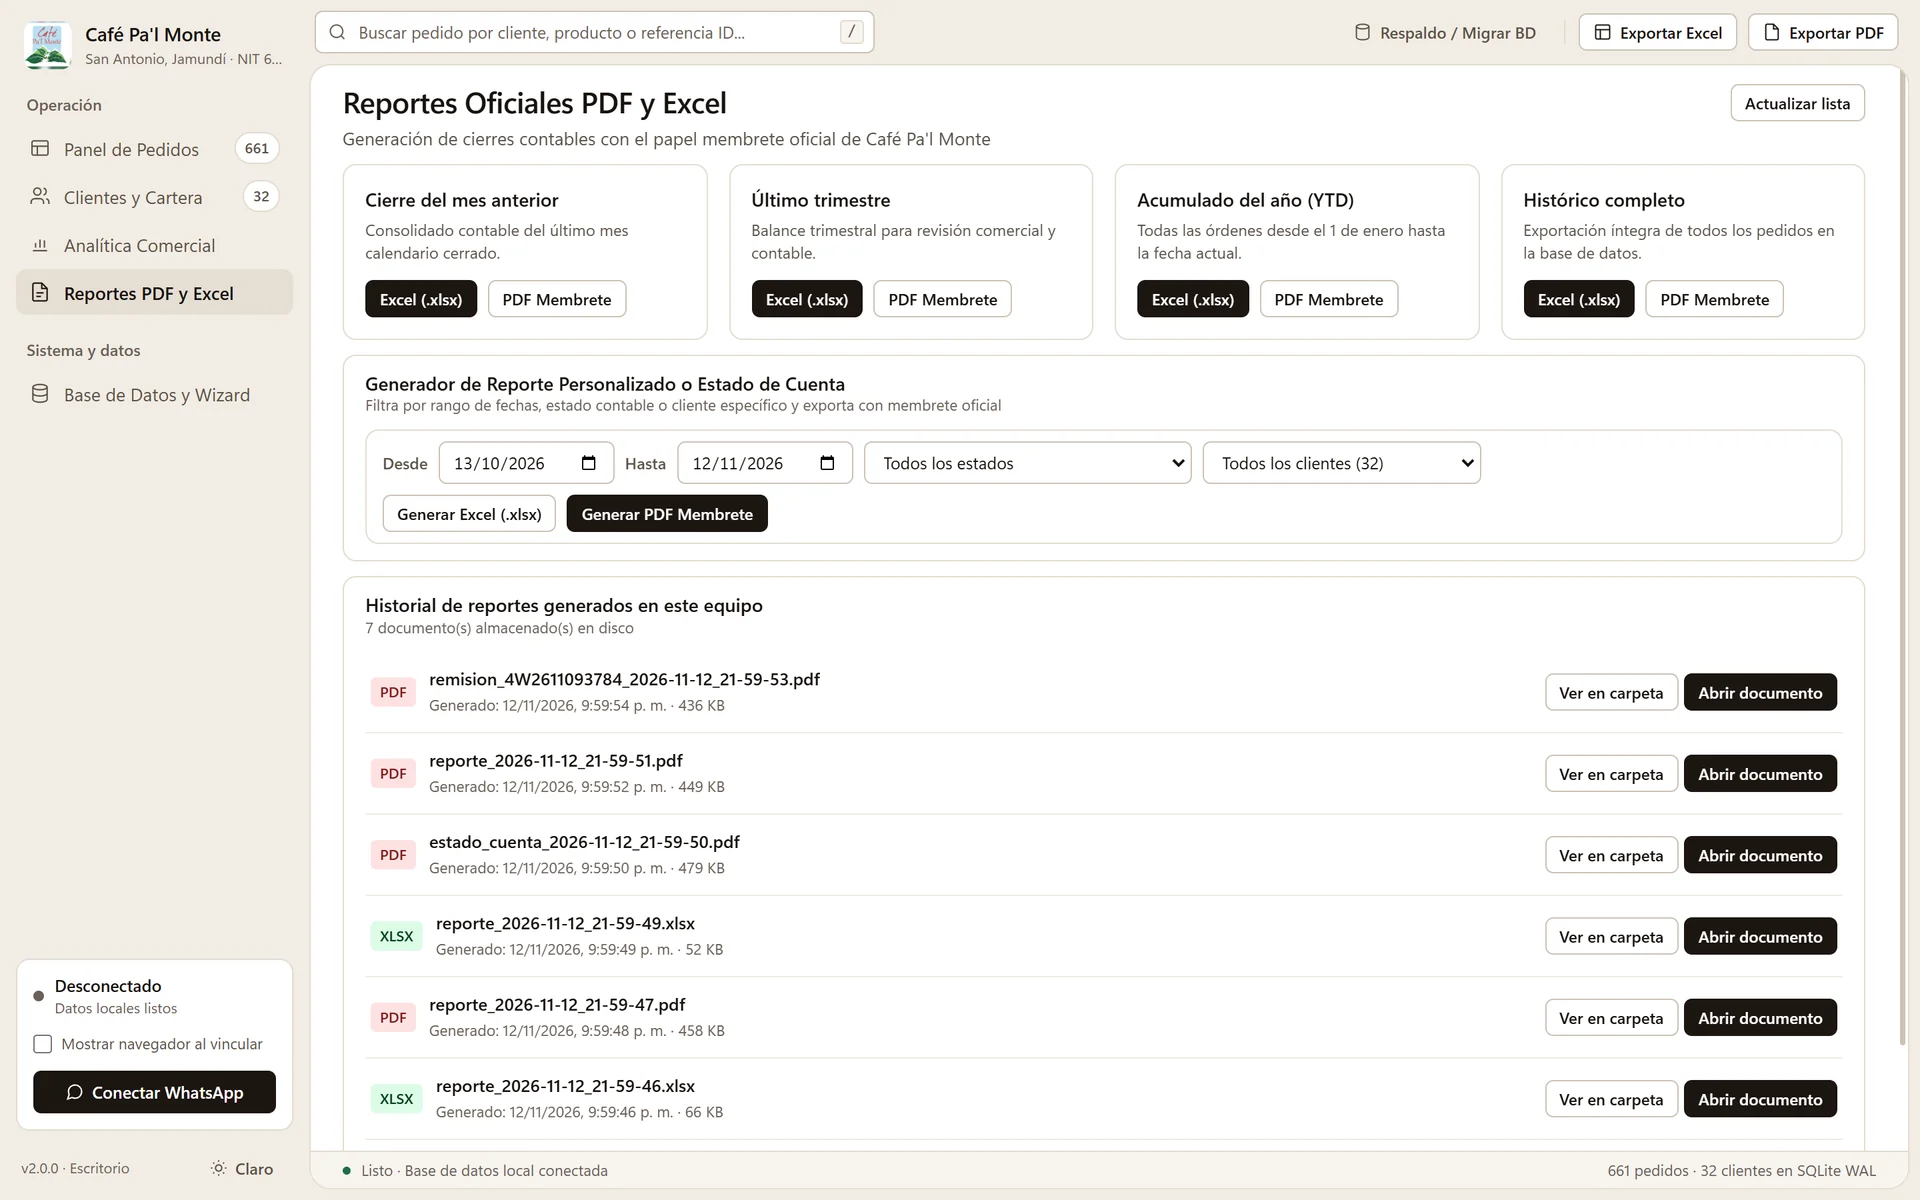 Café Pa'l Monte
San Antonio, Jamundí · NIT 6...
Operación
Panel de Pedidos 661
Clientes y Cartera 32
Analítica Comercial
Reportes PDF y Excel
Sistema y datos
Base de Datos y Wizard
Desconectado
Datos locales listos
Mostrar navegador al vincular
Conectar WhatsApp
v2.0.0 · Escritorio Claro
Buscar pedido por cliente, producto o referencia ID... /
Respaldo / Migrar BD Exportar Excel Exportar PDF
Reportes Oficiales PDF y Excel
Actualizar lista
Generación de cierres contables con el papel membrete oficial de Café Pa'l Monte
Cierre del mes anterior
Consolidado contable del último mes
calendario cerrado.
Excel (.xlsx) PDF Membrete
Último trimestre
Balance trimestral para revisión comercial y
contable.
Excel (.xlsx) PDF Membrete
Acumulado del año (YTD)
Todas las órdenes desde el 1 de enero hasta
la fecha actual.
Excel (.xlsx) PDF Membrete
Histórico completo
Exportación íntegra de todos los pedidos en
la base de datos.
Excel (.xlsx) PDF Membrete
Generador de Reporte Personalizado o Estado de Cuenta
Filtra por rango de fechas, estado contable o cliente específico y exporta con membrete oficial
Desde 13/10/2026 Hasta 12/11/2026 Todos los estados Todos los clientes (32)
Generar Excel (.xlsx) Generar PDF Membrete
Historial de reportes generados en este equipo
7 documento(s) almacenado(s) en disco
PDF remision_4W2611093784_2026-11-12_21-59-53.pdf
Generado: 12/11/2026, 9:59:54 p. m. · 436 KB
Ver en carpeta Abrir documento
PDF reporte_2026-11-12_21-59-51.pdf
Generado: 12/11/2026, 9:59:52 p. m. · 449 KB
Ver en carpeta Abrir documento
PDF estado_cuenta_2026-11-12_21-59-50.pdf
Generado: 12/11/2026, 9:59:50 p. m. · 479 KB
Ver en carpeta Abrir documento
XLSX reporte_2026-11-12_21-59-49.xlsx
Generado: 12/11/2026, 9:59:49 p. m. · 52 KB
Ver en carpeta Abrir documento
PDF reporte_2026-11-12_21-59-47.pdf
Generado: 12/11/2026, 9:59:48 p. m. · 458 KB
Ver en carpeta Abrir documento
XLSX reporte_2026-11-12_21-59-46.xlsx
Generado: 12/11/2026, 9:59:46 p. m. · 66 KB
Ver en carpeta Abrir documento
Listo · Base de datos local conectada
661 pedidos · 32 clientes en SQLite WAL